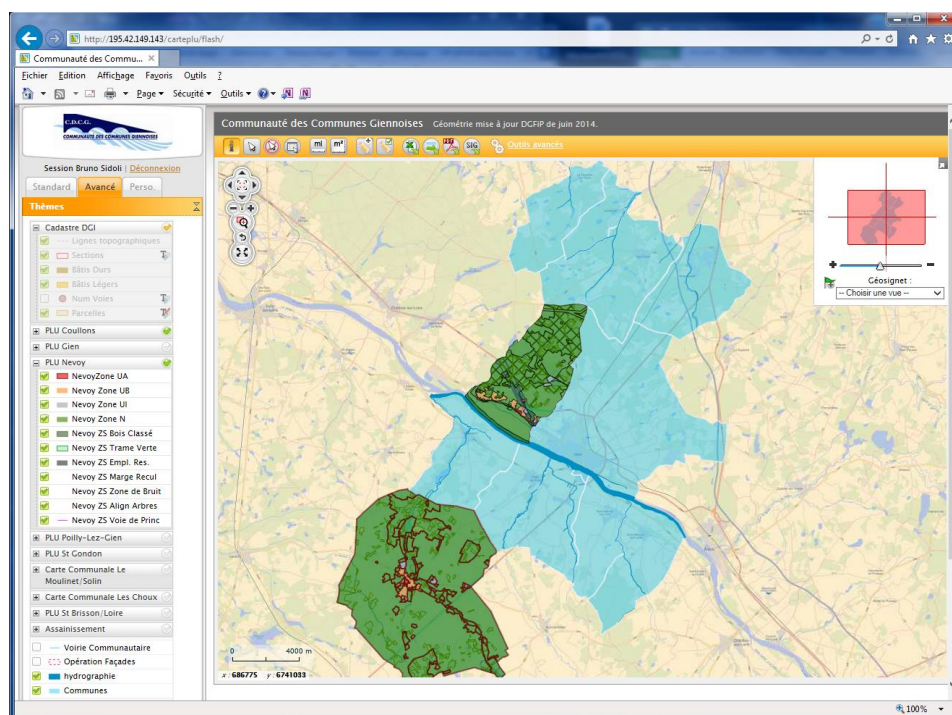 http://195.42.149.143/carteplu/flash/
Communauté des Commu...
Fichier Edition Affichage Favoris Outils ?
Page Sécurité Outils
C.D.C.G.
COMMUNAUTÉ DES COMMUNES GIENNOISES
Communauté des Communes Giennoises Géométrie mise à jour DGFiP de juin 2014.
mi m² SIG Outils avancés
Session Bruno Sidoli | Déconnexion
Standard Avancé Perso.
Thèmes
Cadastre DGI
Lignes topographiques
Sections
Bâtis Durs
Bâtis Légers
Num Voies
Parcelles
PLU Coullons
PLU Gien
PLU Nevoy
NevoyZone UA
Nevoy Zone UB
Nevoy Zone UI
Nevoy Zone N
Nevoy ZS Bois Classé
Nevoy ZS Trame Verte
Nevoy ZS Empl. Res.
Nevoy ZS Marge Recul
Nevoy ZS Zone de Bruit
Nevoy ZS Align Arbres
Nevoy ZS Voie de Princ
PLU Poilly-Lez-Gien
PLU St Gondon
Carte Communale Le
Moulinet/Solin
Carte Communale Les Choux
PLU St Brisson/Loire
Assainissement
Voirie Communautaire
Opération Façades
hydrographie
Communes
Géosignet :
-- Choisir une vue --
0 4000 m
x : 686775 y : 6741033
100%